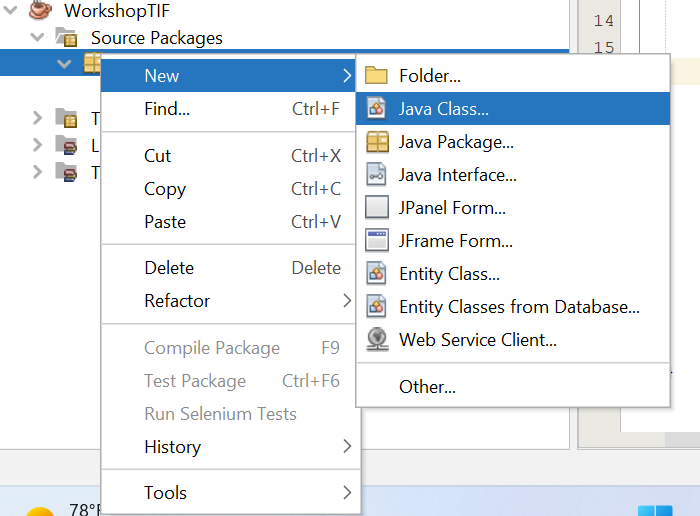 WorkshopTIF
Source Packages
14
15
New
Find... Ctrl+F
Cut Ctrl+X
Copy Ctrl+C
Paste Ctrl+V
Delete Delete
Refactor
Compile Package F9
Test Package Ctrl+F6
Run Selenium Tests
History
Tools
Folder...
Java Class...
Java Package...
Java Interface...
JPanel Form...
JFrame Form...
Entity Class...
Entity Classes from Database...
Web Service Client...
Other...
T
L
T